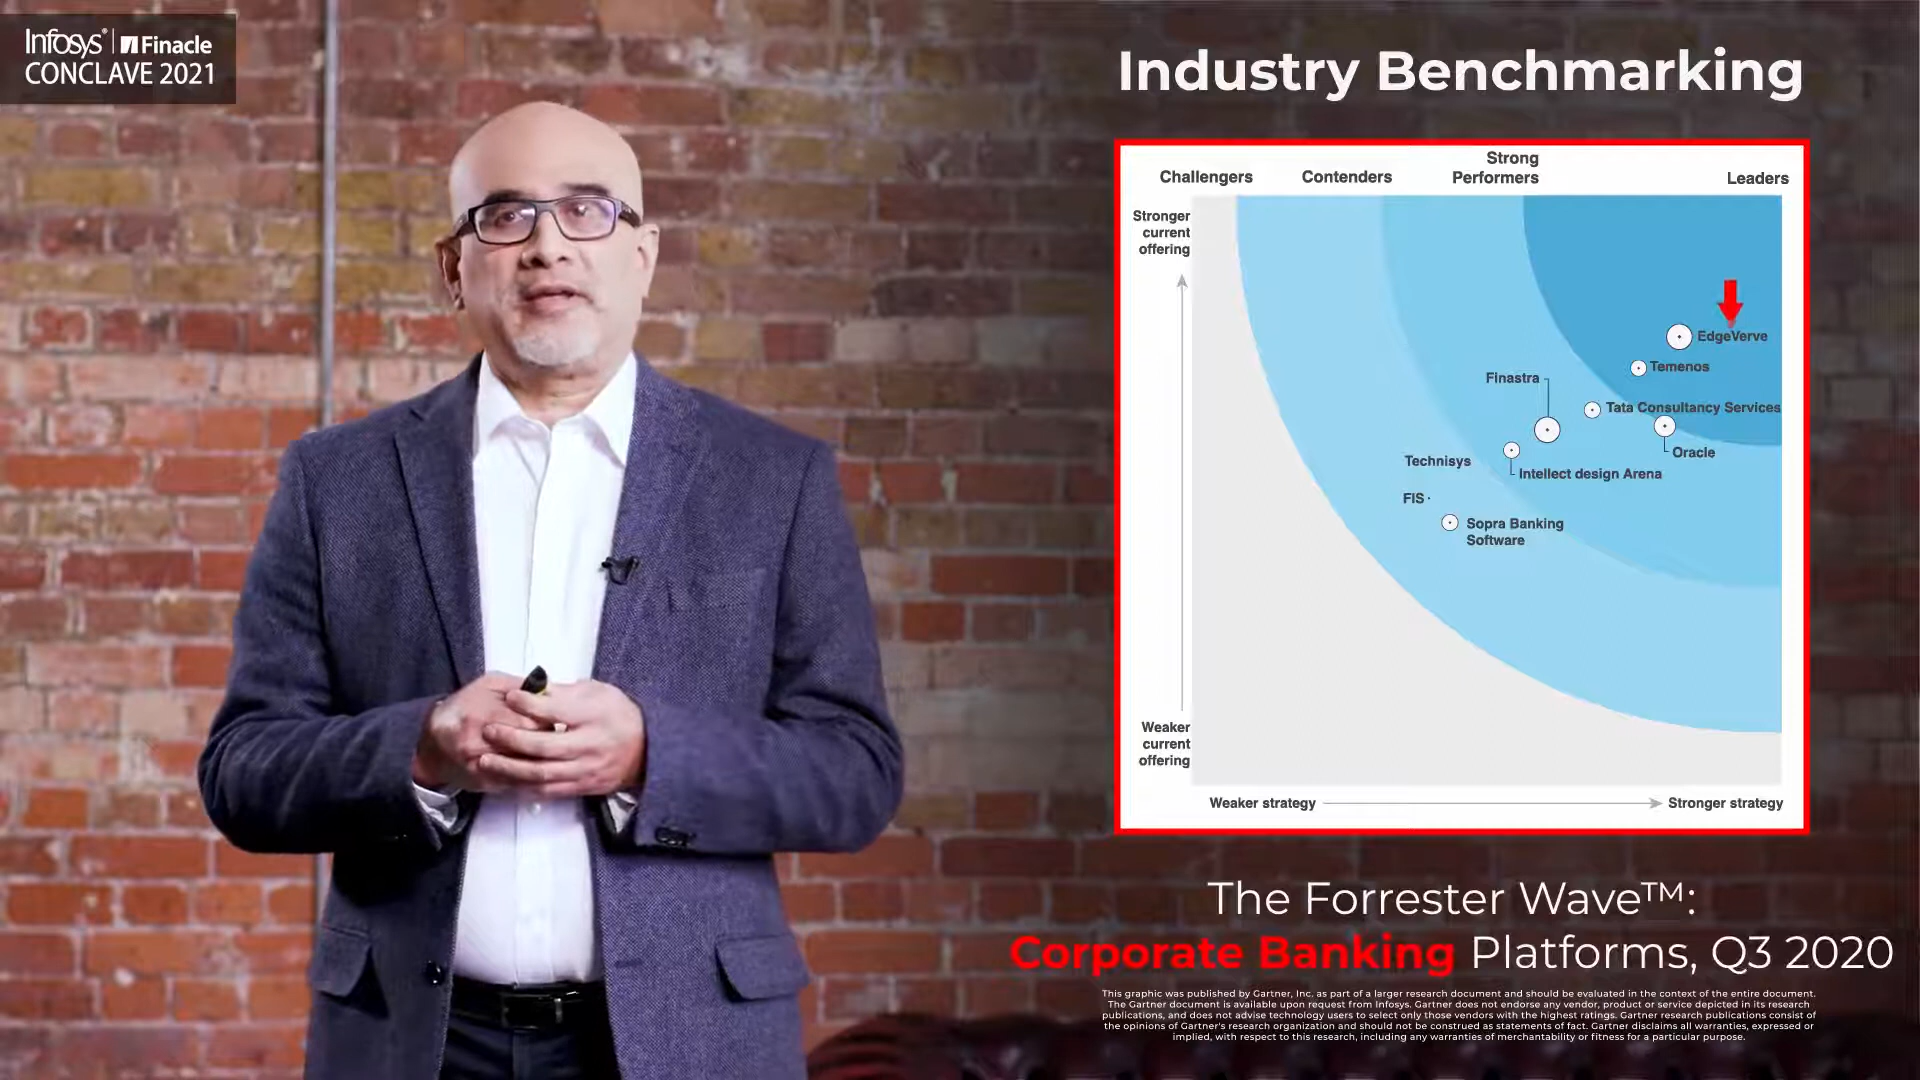 Infosys® | Finacle
CONCLAVE 2021
Industry Benchmarking
Challengers
Contenders
Strong
Performers
Leaders
Stronger
current
offering
EdgeVerve
Temenos
Finastra
Tata Consultancy Services
Oracle
Technisys
Intellect design Arena
FIS
Sopra Banking
Software
Weaker
current
offering
Weaker strategy
Stronger strategy
The Forrester Wave™:
Corporate Banking Platforms, Q3 2020
This graphic was published by Gartner, Inc. as part of a larger research document and should be evaluated in the context of the entire document.
The Gartner document is available upon request from Infosys. Gartner does not endorse any vendor, product or service depicted in its research
publications, and does not advise technology users to select only those vendors with the highest ratings. Gartner research publications consist of
the opinions of Gartner's research organization and should not be construed as statements of fact. Gartner disclaims all warranties, expressed or
implied, with respect to this research, including any warranties of merchantability or fitness for a particular purpose.